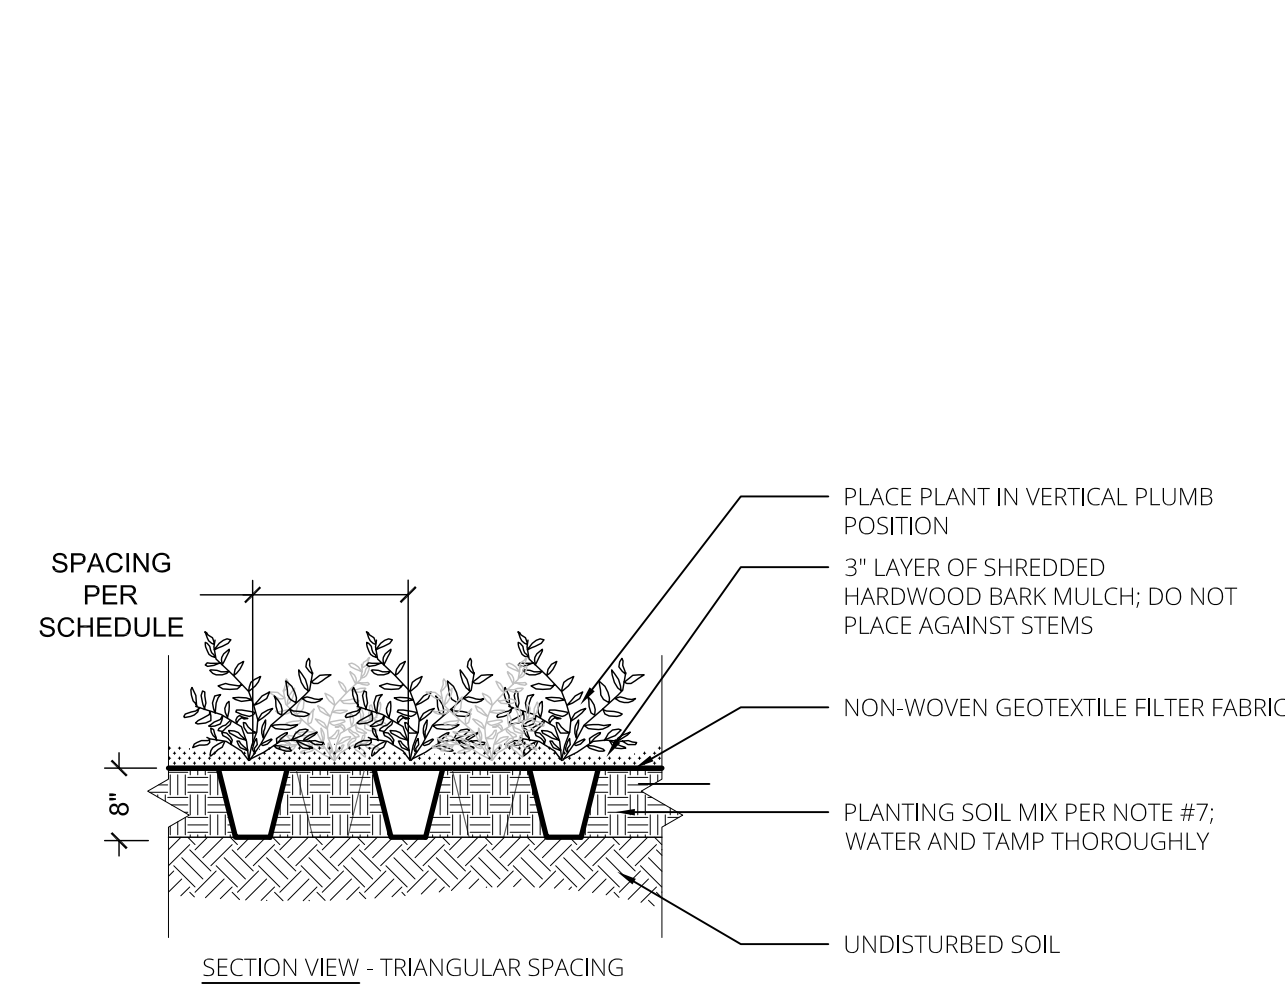 PLACE PLANT IN VERTICAL PLUMB
POSITION
3" LAYER OF SHREDDED
HARDWOOD BARK MULCH; DO NOT
PLACE AGAINST STEMS
SPACING
PER
SCHEDULE
NON-WOVEN GEOTEXTILE FILTER FABRIC
8"
PLANTING SOIL MIX PER NOTE #7;
WATER AND TAMP THOROUGHLY
UNDISTURBED SOIL
SECTION VIEW - TRIANGULAR SPACING